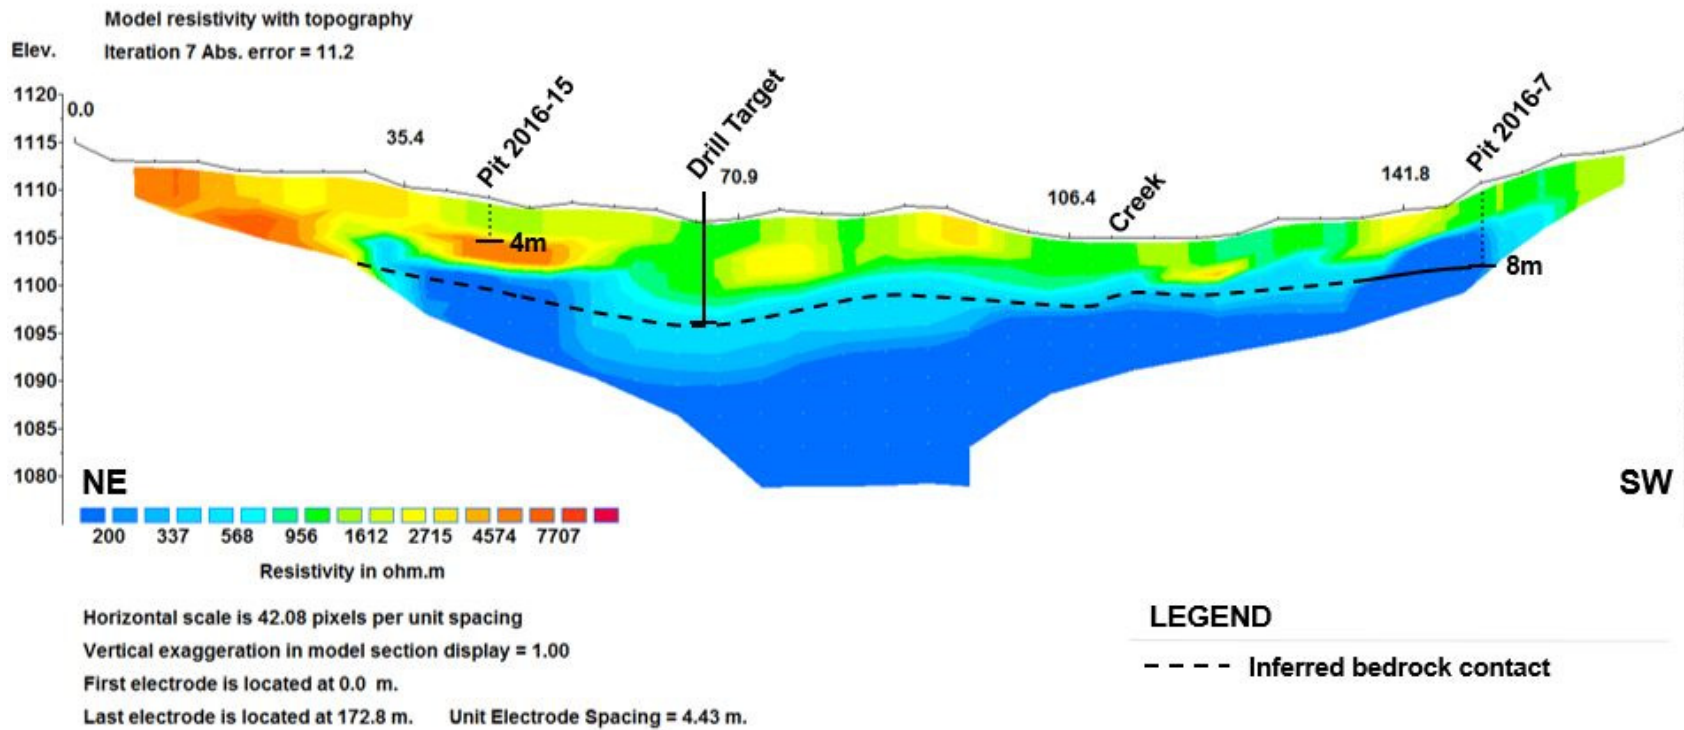 Model resistivity with topography
Elev.
Iteration 7 Abs. error = 11.2
1120
1115
1110
1105
1100
1095
1090
1085
1080
0.0
35.4
Pit 2016-15
4m
Drill Target
70.9
106.4
Creek
141.8
Pit 2016-7
8m
NE
SW
200 337 568 956 1612 2715 4574 7707
Resistivity in ohm.m
Horizontal scale is 42.08 pixels per unit spacing
Vertical exaggeration in model section display = 1.00
First electrode is located at 0.0 m.
Last electrode is located at 172.8 m. Unit Electrode Spacing = 4.43 m.
LEGEND
Inferred bedrock contact